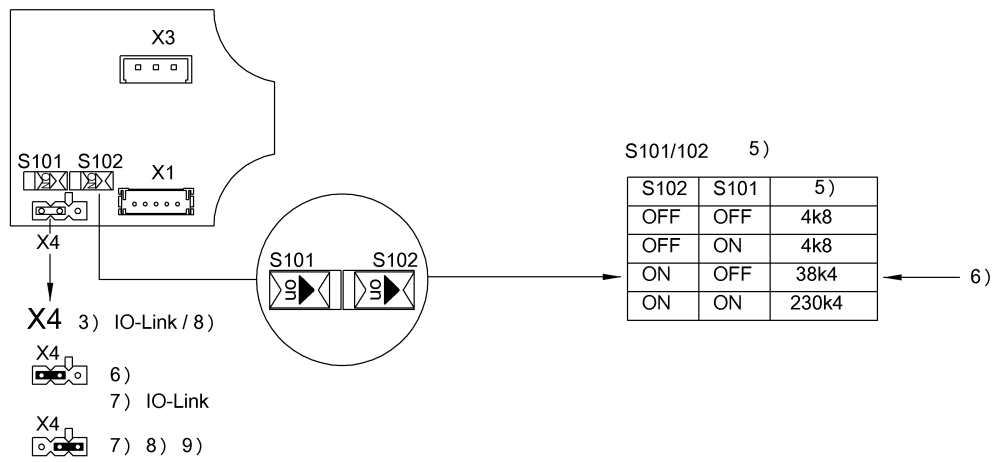 X3
S101 S102
X1
X4
X4 3) IO-Link / 8)
X4
6)
7) IO-Link
X4
7) 8) 9)
S101 S102
on on
S101/102 5)
S102 S101 5)
OFF OFF 4k8
OFF ON 4k8
ON OFF 38k4
ON ON 230k4
6)